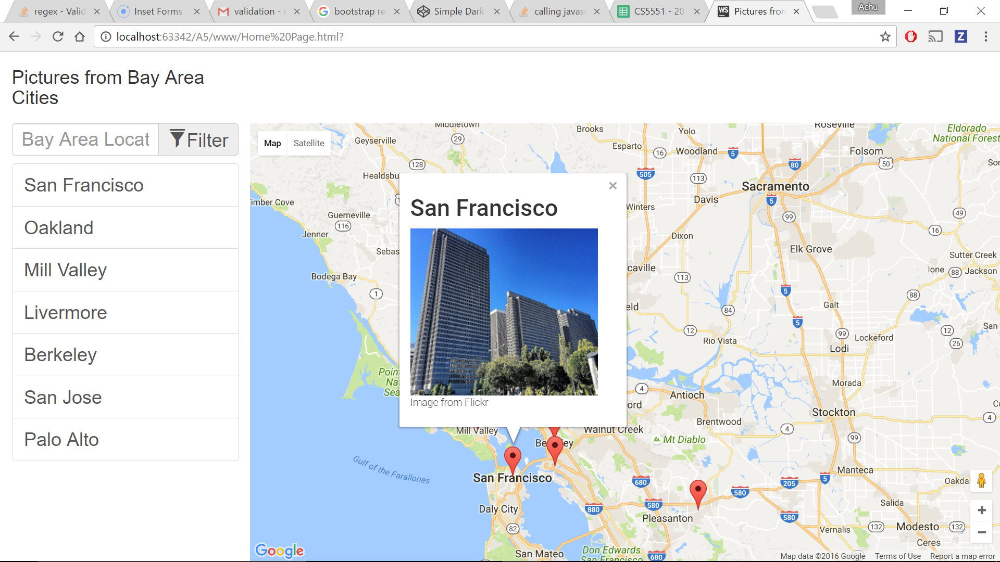 regex - Valid
Inset Forms
validation - r
bootstrap re
Simple Dark
calling javasc
CS5551 - 20
WS
Pictures from
Achu
localhost:63342/A5/www/Home%20Page.html?
Z
Pictures from Bay Area
Cities
Bay Area Locat
Filter
San Francisco
Oakland
Mill Valley
Livermore
Berkeley
San Jose
Palo Alto
Map
Satellite
Middletown
Brooks
Yolo
Roseville
Eldorado
National Forest
Geyserville
29
Esparto
16
Woodland
5
Folsom
128
80
50
Healdsbu
505
113
Sacramento
imber Cove
Davis
5
Winters
Guerneville
99
49
116
16
Jenner
Dixon
Sebas
Elk Grove
Sutter Creek
Bodega Bay
caville
Ione
88
Jackson
113
1
5
88
eld
84
Galt
5
12
12
San
Rio Vista
99
Lockeford
26
Lodi
Poin
Na
Sea
4
Antioch
Morada
ord
Stockton
4
Brentwood
4
Mill Valley
Walnut Creek
Be
ey
Mt Diablo
99
Gulf of the Farallones
San Francisco
Manteca
680
580
205
5
Oakdal
Daly City
880
580
Salida
Pleasanton
580
82
Vernalis
132
Modesto
132
Ceres
San Mateo
Don Edwards
San Francisco
680
San Francisco
Image from Flickr
Google
Map data ©2016 Google
Terms of Use
Report a map error